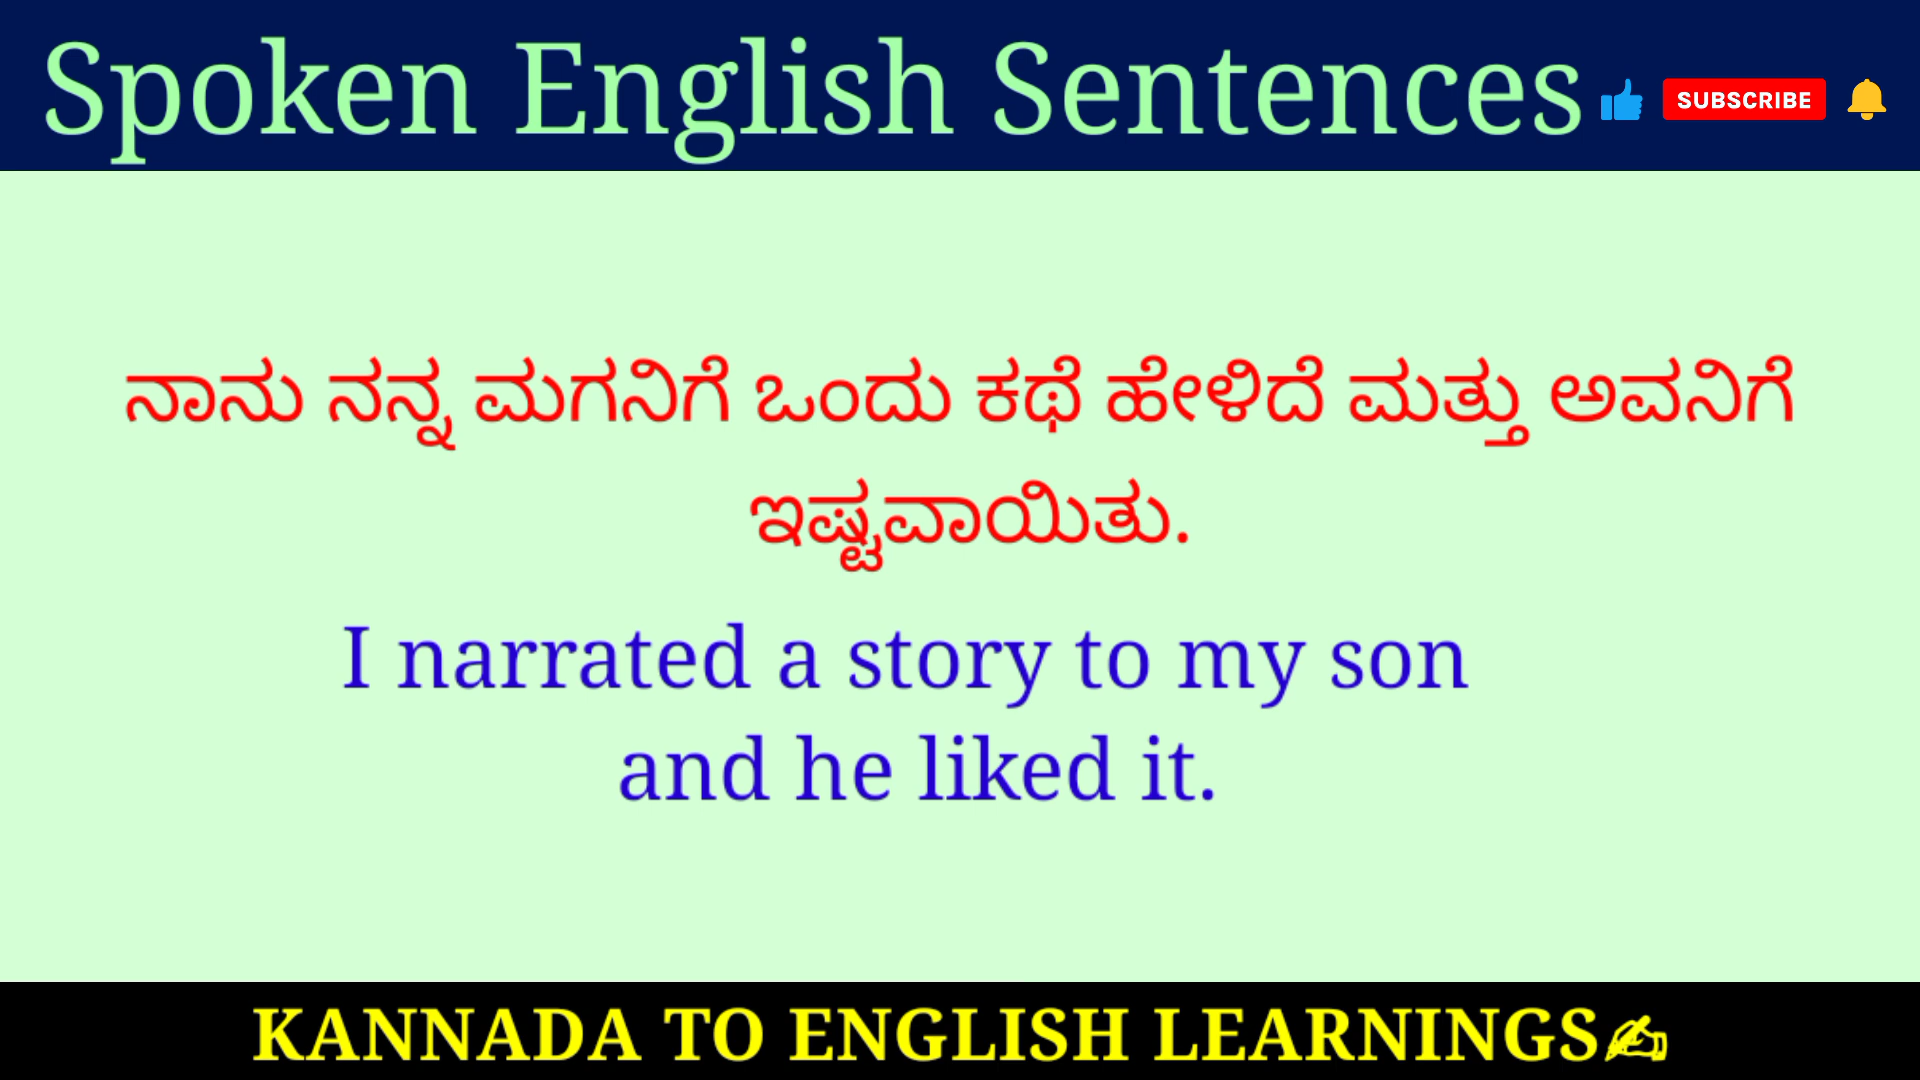 Spoken English Sentences
SUBSCRIBE
ನಾನು ನನ್ನ ಮಗನಿಗೆ ಒಂದು ಕಥೆ ಹೇಳಿದೆ ಮತ್ತು ಅವನಿಗೆ
ಇಷ್ಟವಾಯಿತು.
I narrated a story to my son
and he liked it.
KANNADA TO ENGLISH LEARNINGS✍